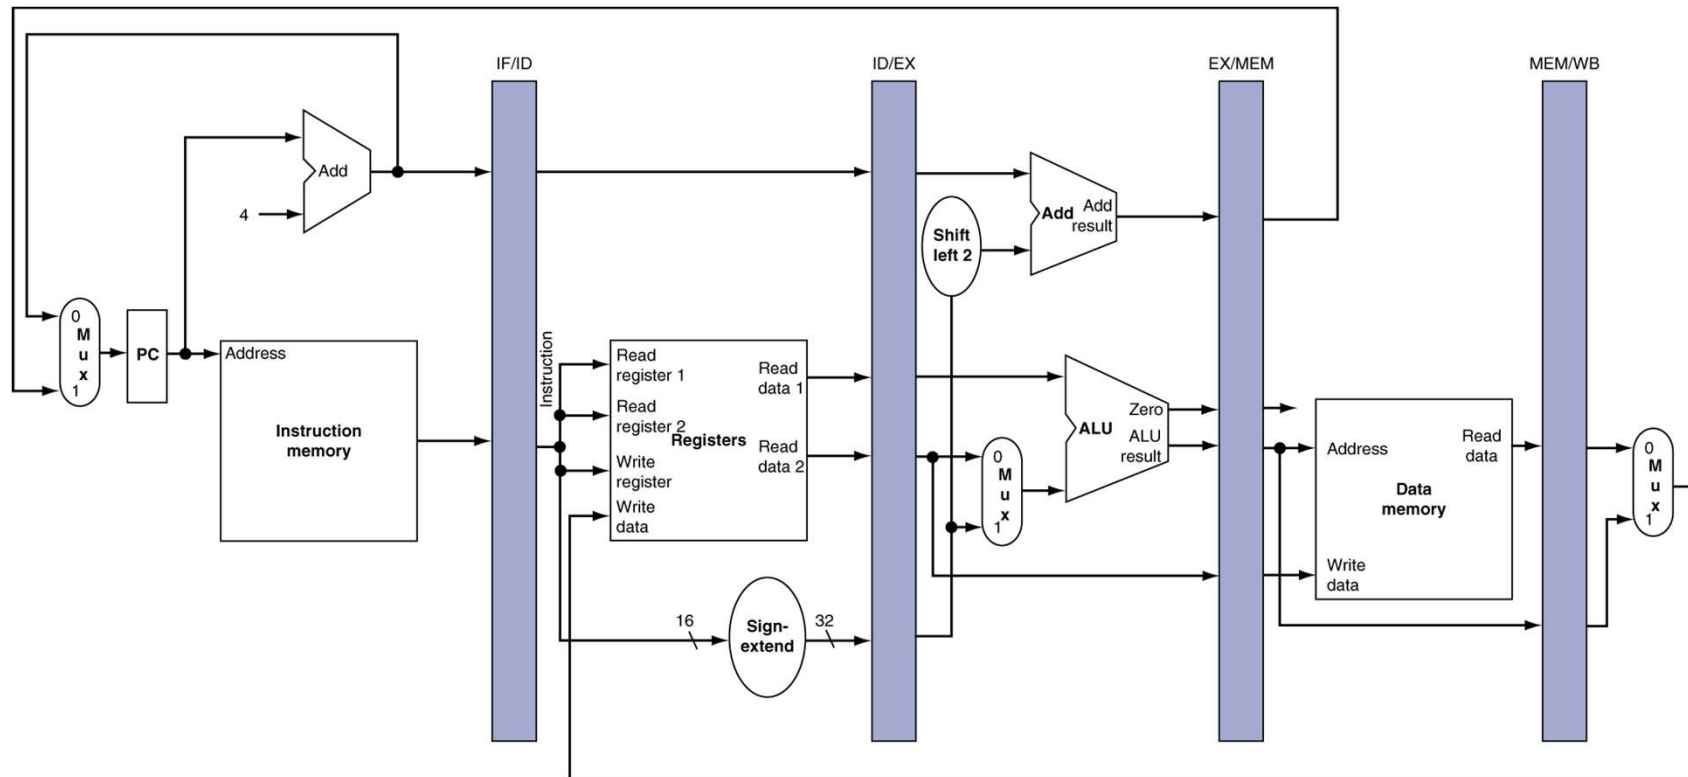 IF/ID
ID/EX
EX/MEM
MEM/WB
Add
4
Shift
left 2
Add
Add
result
0
M
u
x
1
PC
Address
Instruction
memory
Instruction
Read
register 1
Read
register 2
Write
register
Write
data
Registers
Read
data 1
Read
data 2
16
Sign-
extend
32
0
M
u
x
1
ALU
Zero
ALU
result
Address
Write
data
Data
memory
Read
data
0
M
u
x
1